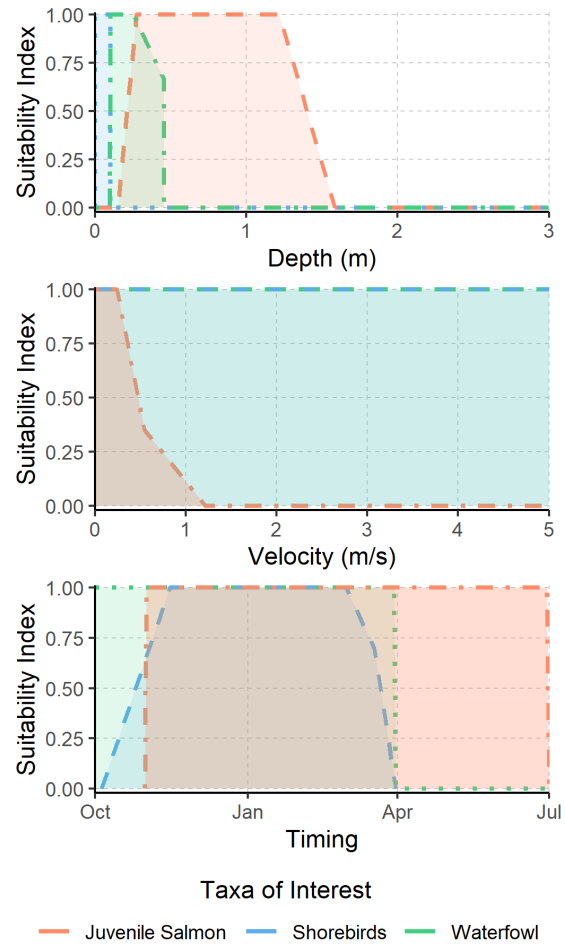 1.00
0.75
0.50
0.25
0.00
Suitability Index
0 1 2 3
Depth (m)
1.00
0.75
0.50
0.25
0.00
Suitability Index
0 1 2 3 4 5
Velocity (m/s)
1.00
0.75
0.50
0.25
0.00
Suitability Index
Oct Jan Apr Jul
Timing
Taxa of Interest
Juvenile Salmon Shorebirds Waterfowl